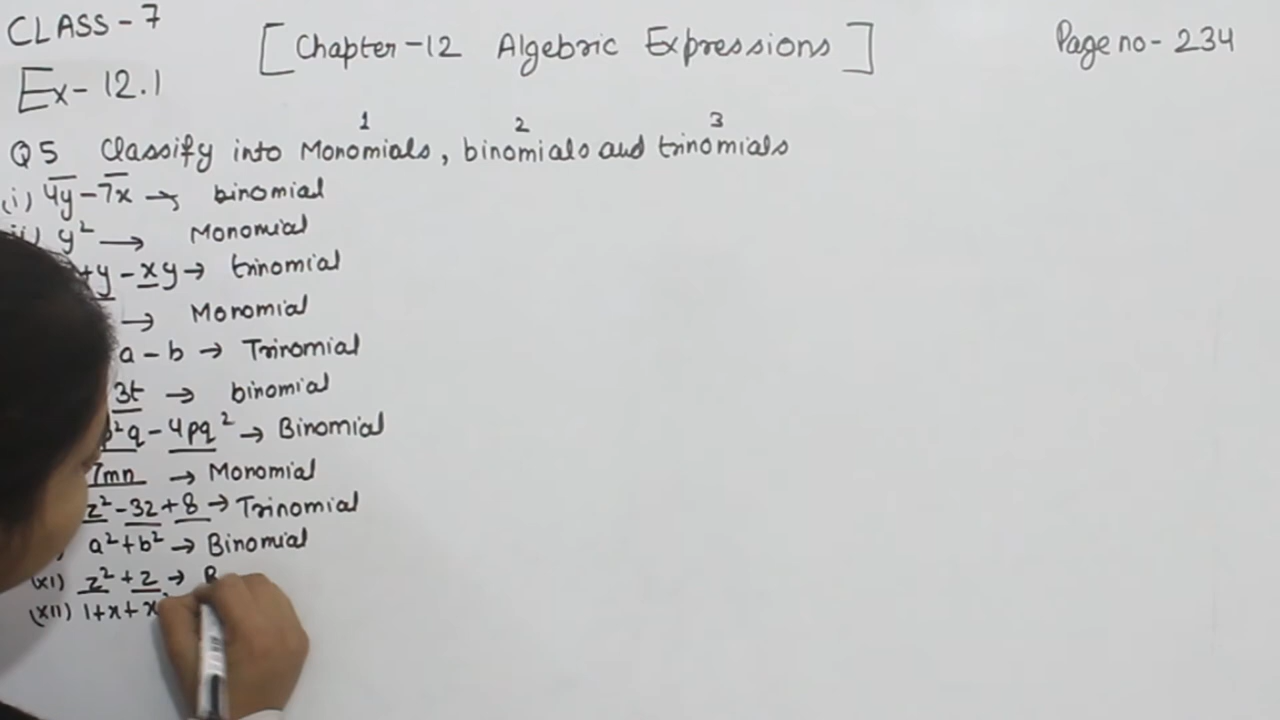 CLASS-7
[Chapter-12 Algebric Expressions]
Page no-234
Ex-12.1
1 2 3
Q5 Classify into Monomials, binomials and trinomials
(i) 4y-7x → binomial
y² → Monomial
+y - xy → trinomial
→ Monomial
a - b → Trinomial
3t → binomial
²q - 4pq² → Binomial
7mn → Monomial
z² - 3z + 8 → Trinomial
a² + b² → Binomial
(XI) z² + z → B
(XII) 1+x+x